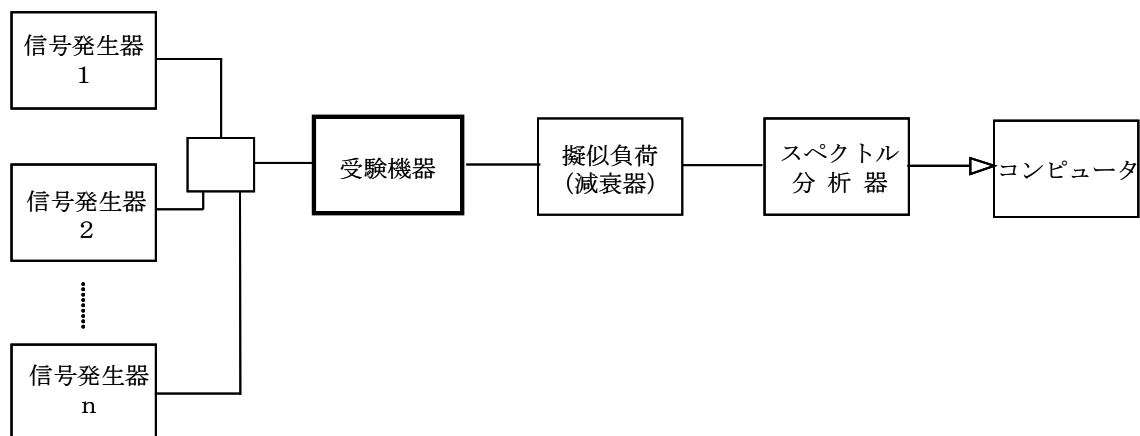 信号発生器
1
信号発生器
2
信号発生器
n
受験機器
擬似負荷
(減衰器)
スペクトル
分 析 器
コンピュータ